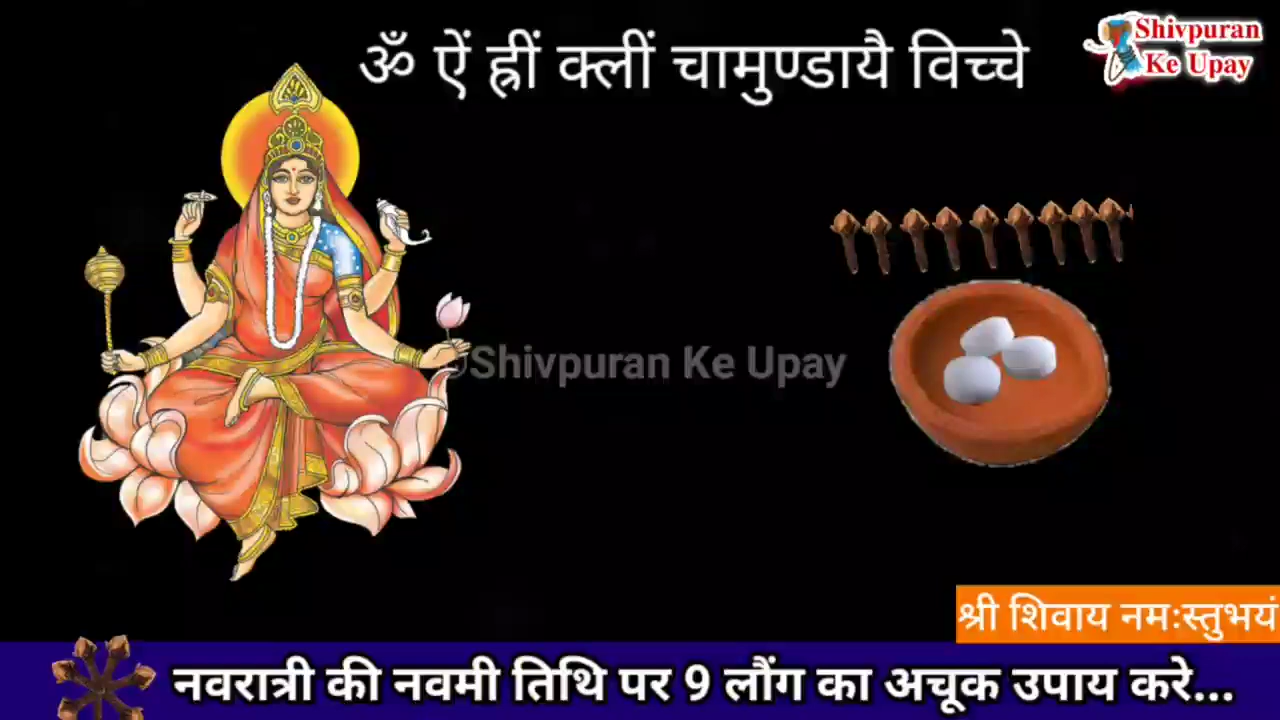 ॐ ऐं ह्रीं क्लीं चामुण्डायै विच्चे
Shivpuran
Ke Upay
©Shivpuran Ke Upay
श्री शिवाय नमःस्तुभयं
नवरात्री की नवमी तिथि पर 9 लौंग का अचूक उपाय करे...